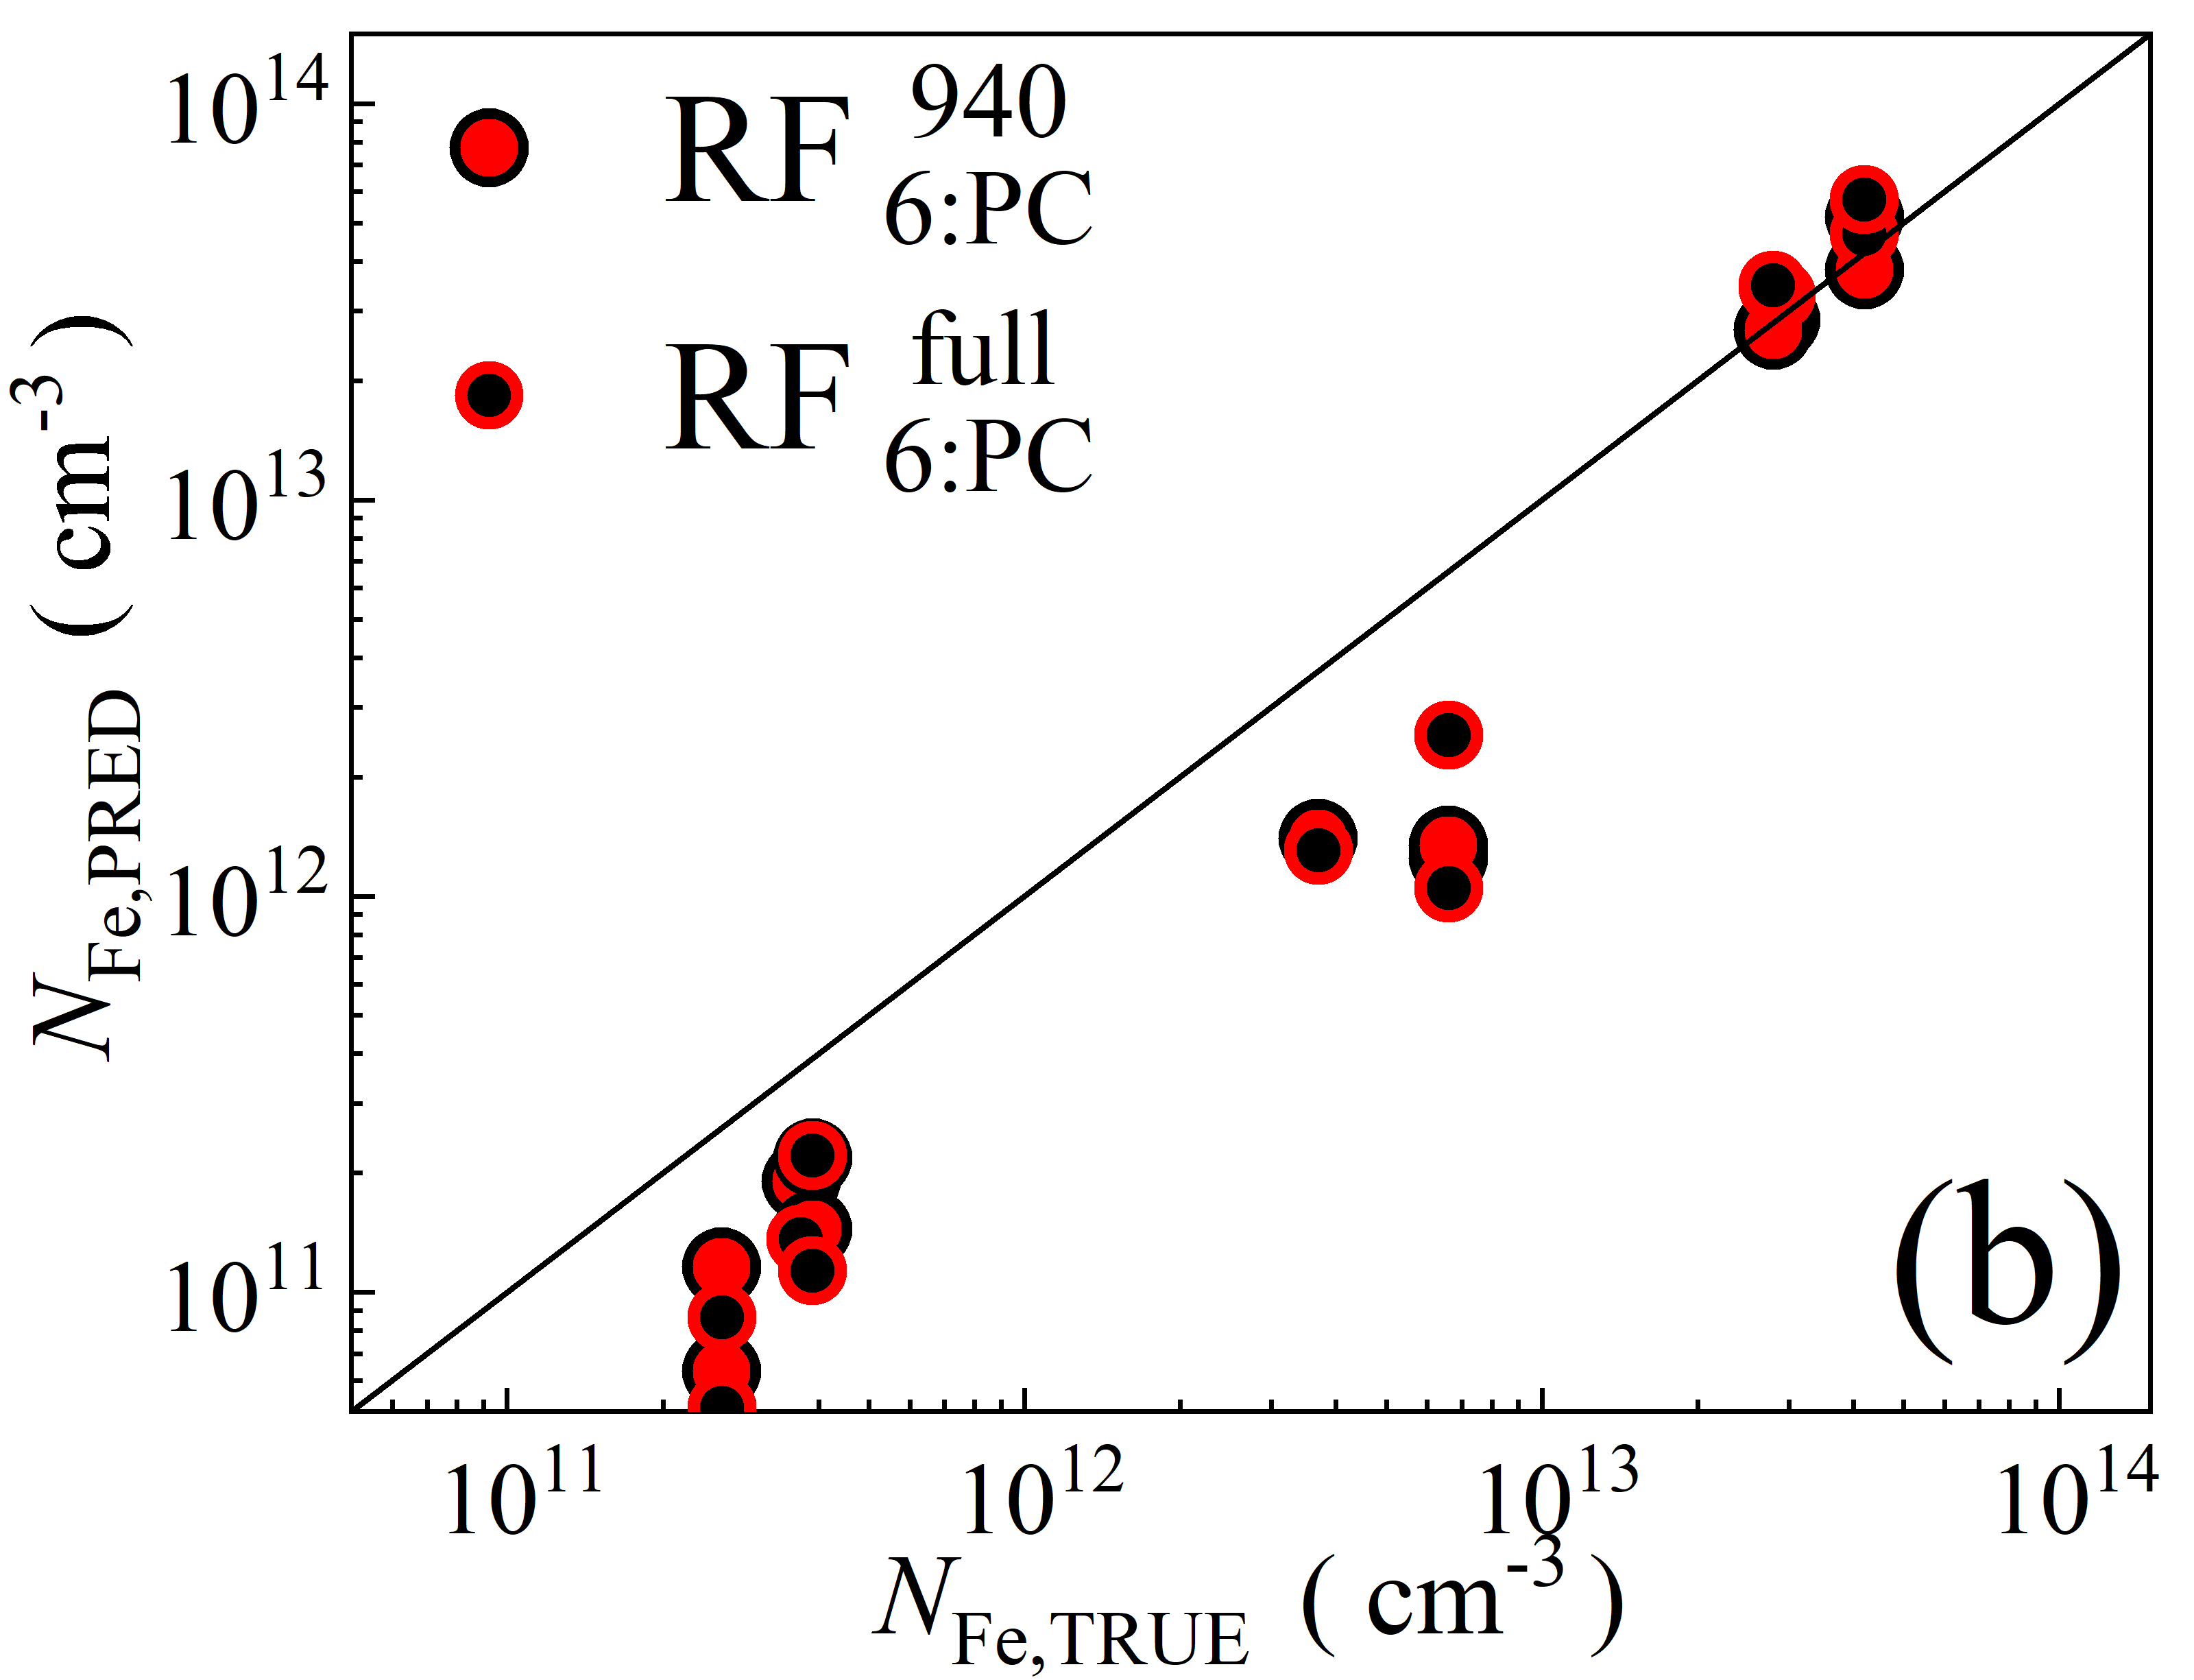 10^14
10^13
10^12
10^11
N_Fe,PRED ( cm^-3 )
RF 940 6:PC
RF full 6:PC
(b)
10^11 10^12 10^13 10^14
N_Fe,TRUE ( cm^-3 )